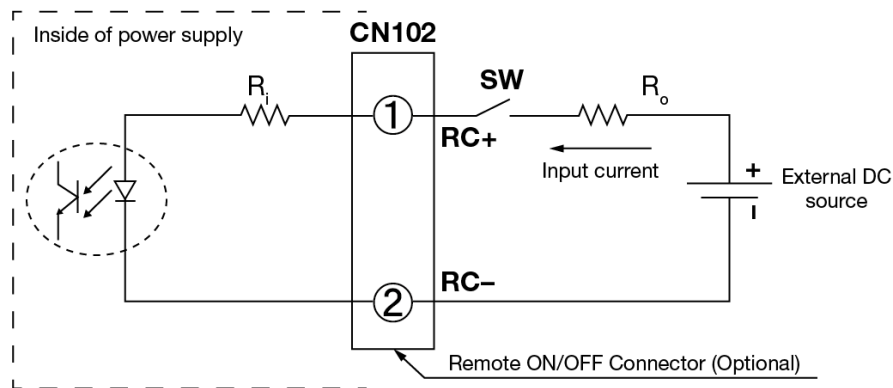 Inside of power supply
CN102
Ri
1
SW
Ro
RC+
Input current
+
External DC
source
–
2
RC–
Remote ON/OFF Connector (Optional)